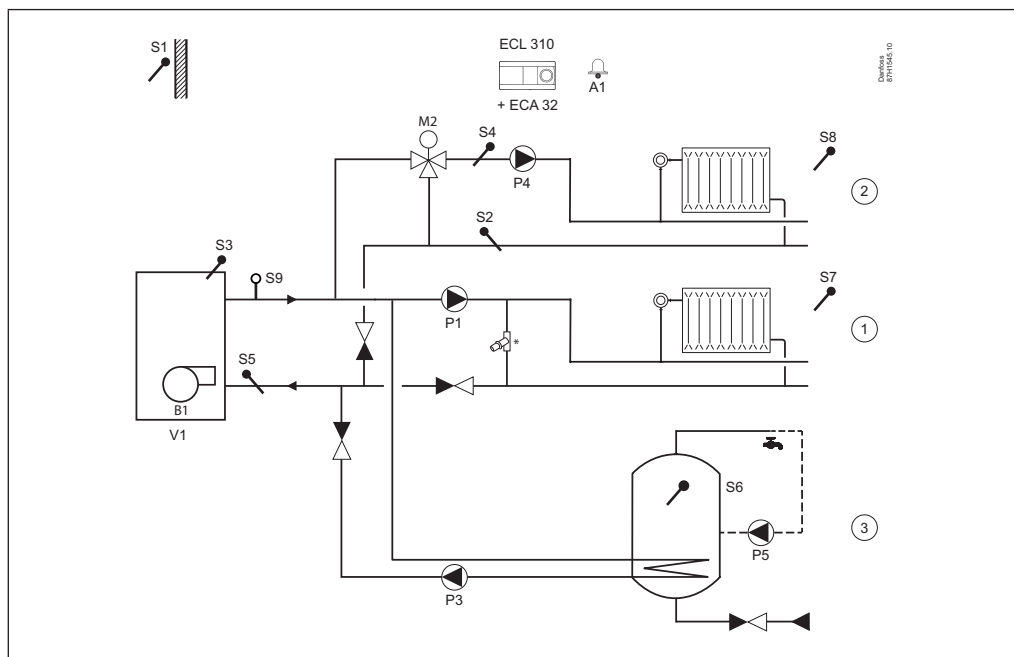 S1
ECL 310
A1
+ ECA 32
Danfoss
87H1545.10
M2
S4
P4
S8
2
S2
S3
S9
P1
S7
*
1
S5
B1
V1
S6
P5
3
P3